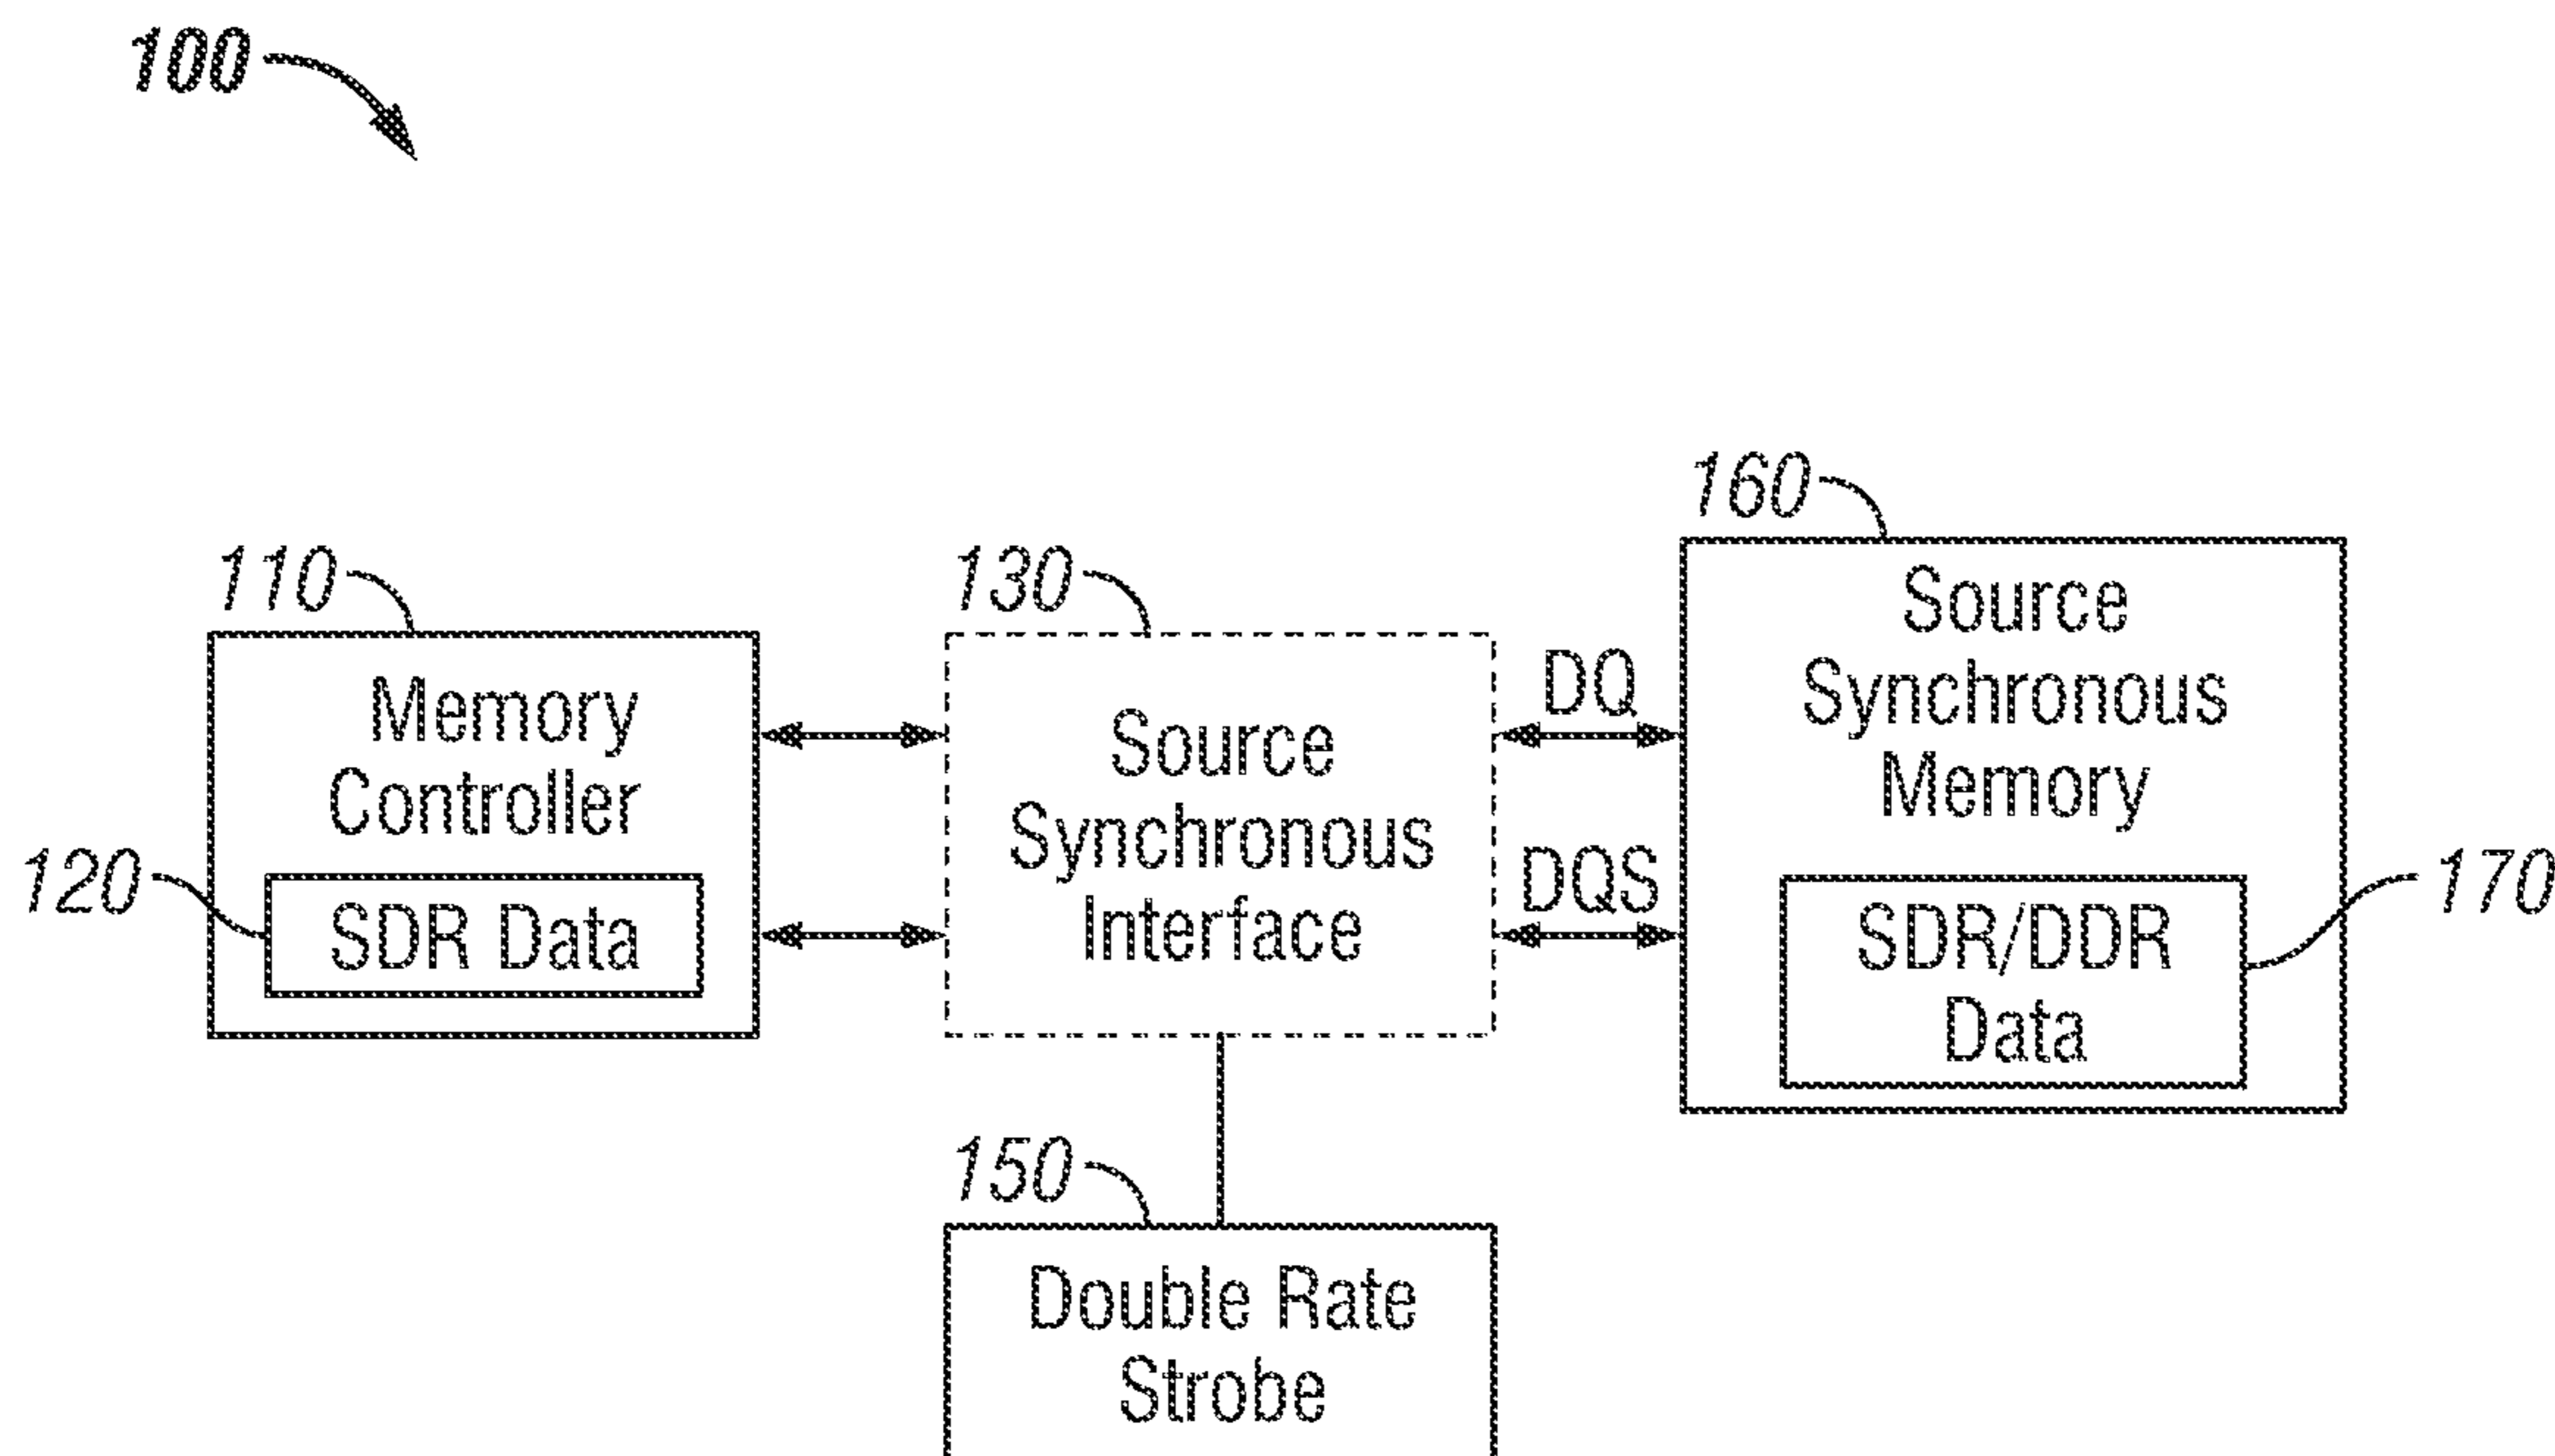 100
160
110
130
Source
Synchronous
Memory
DQ
Memory
Controller
Source
Synchronous
Interface
DQS
120
SDR Data
SDR/DDR
Data
170
150
Double Rate
Strobe